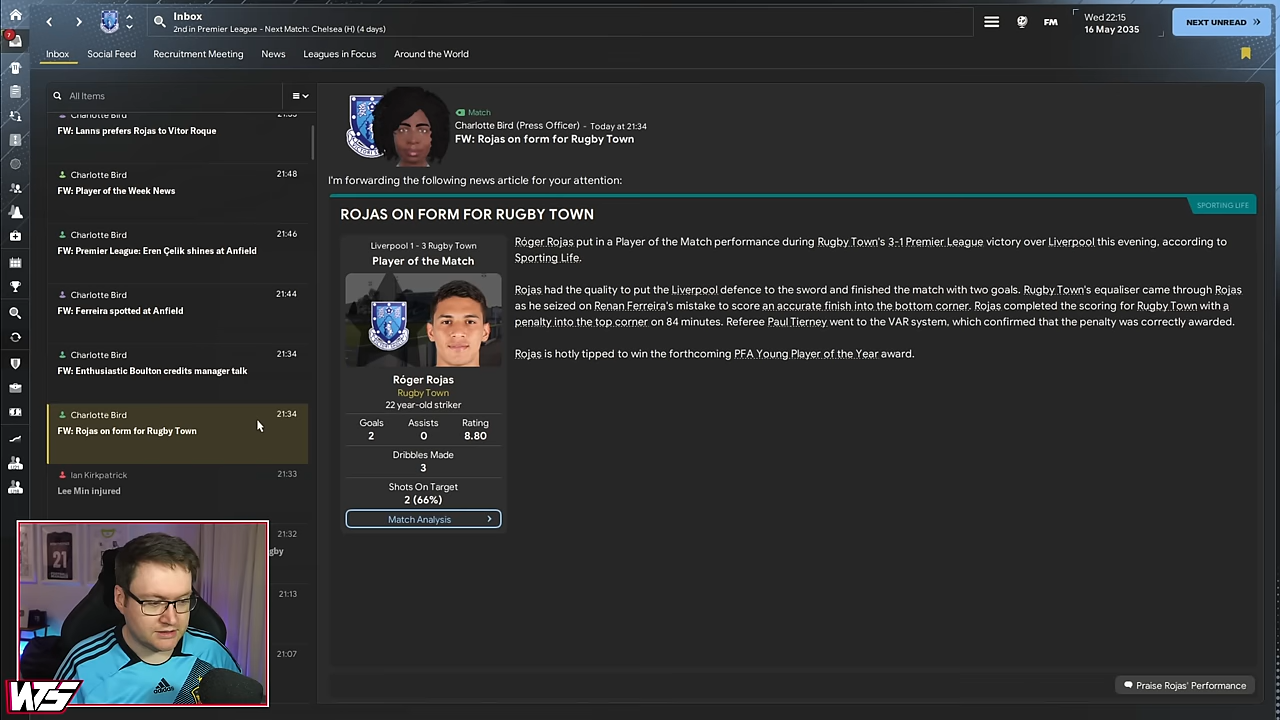 Inbox
2nd in Premier League - Next Match: Chelsea (H) (4 days)
FM
Wed 22:15
16 May 2035
NEXT UNREAD
7
Inbox
Social Feed
Recruitment Meeting
News
Leagues in Focus
Around the World
All Items
Charlotte Bird
FW: Lanns prefers Rojas to Vitor Roque
Charlotte Bird
21:48
FW: Player of the Week News
Charlotte Bird
21:46
FW: Premier League: Eren Çelik shines at Anfield
Charlotte Bird
21:44
FW: Ferreira spotted at Anfield
Charlotte Bird
21:34
FW: Enthusiastic Boulton credits manager talk
Charlotte Bird
21:34
FW: Rojas on form for Rugby Town
Ian Kirkpatrick
21:33
Lee Min injured
21:32
21:13
21:07
Match
Charlotte Bird (Press Officer) - Today at 21:34
FW: Rojas on form for Rugby Town
I'm forwarding the following news article for your attention:
SPORTING LIFE
ROJAS ON FORM FOR RUGBY TOWN
Liverpool 1 - 3 Rugby Town
Player of the Match
Róger Rojas
Rugby Town
22 year-old striker
Goals
Assists
Rating
2
0
8.80
Dribbles Made
3
Shots On Target
2 (66%)
Match Analysis
Róger Rojas put in a Player of the Match performance during Rugby Town's 3-1 Premier League victory over Liverpool this evening, according to
Sporting Life.
Rojas had the quality to put the Liverpool defence to the sword and finished the match with two goals. Rugby Town's equaliser came through Rojas
as he seized on Renan Ferreira's mistake to score an accurate finish into the bottom corner. Rojas completed the scoring for Rugby Town with a
penalty into the top corner on 84 minutes. Referee Paul Tierney went to the VAR system, which confirmed that the penalty was correctly awarded.
Rojas is hotly tipped to win the forthcoming PFA Young Player of the Year award.
Praise Rojas' Performance
21
adidas
WTS